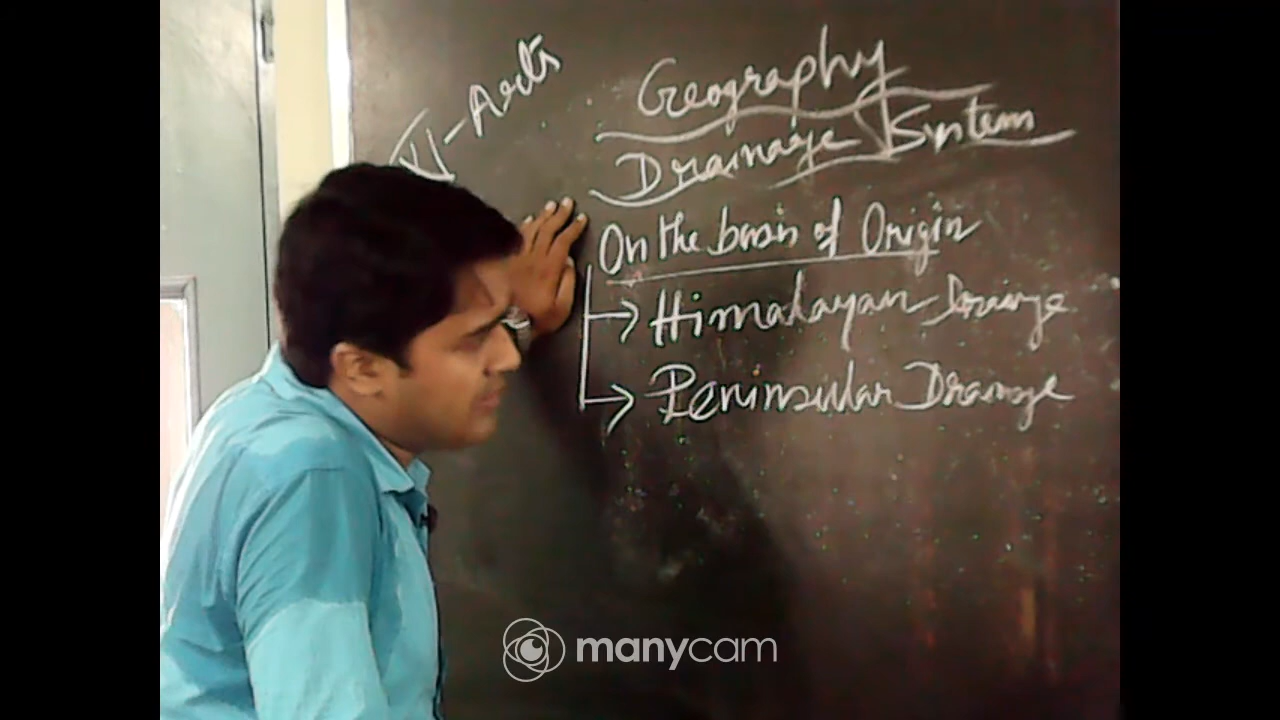 XI-Arts
Geography
Drainage System
On the basis of Origin
→ Himalayan Drainage
→ Peninsular Drainage
manycam